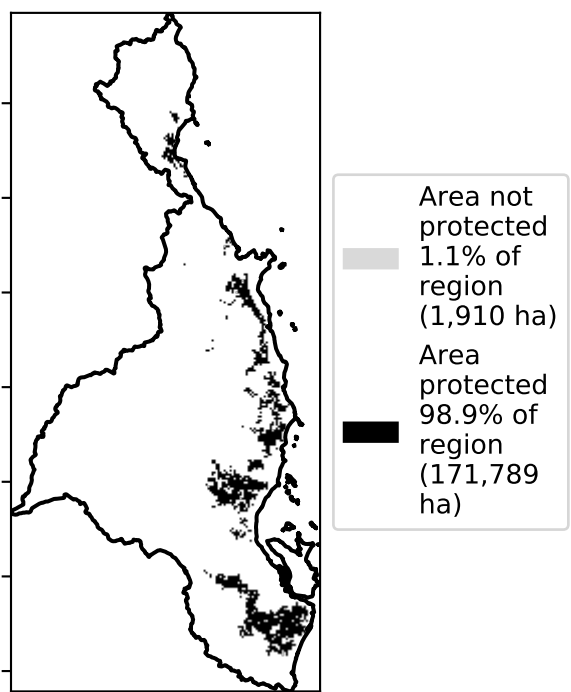 Area not
protected
1.1% of
region
(1,910 ha)
Area
protected
98.9% of
region
(171,789
ha)